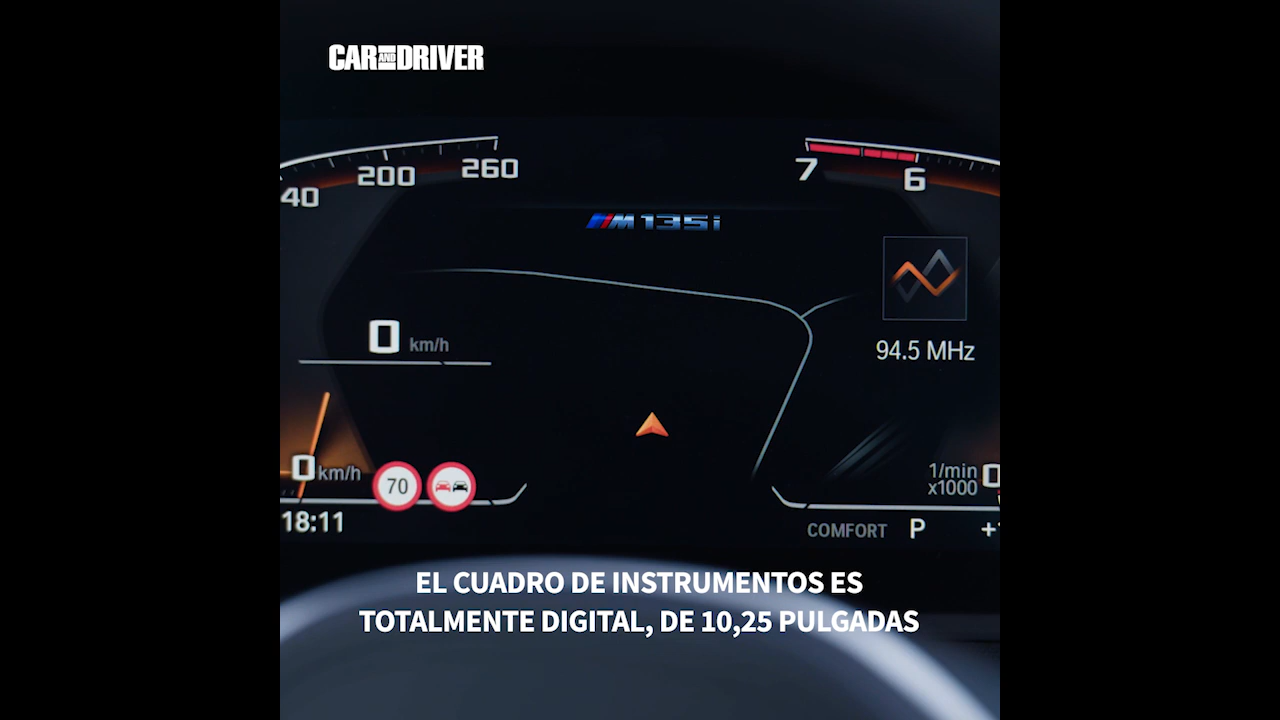 CAR AND DRIVER
40 200 260 7 6
M135i
0 km/h
94.5 MHz
0 km/h 70 1/min 0
x1000
18:11 COMFORT P +
EL CUADRO DE INSTRUMENTOS ES
TOTALMENTE DIGITAL, DE 10,25 PULGADAS